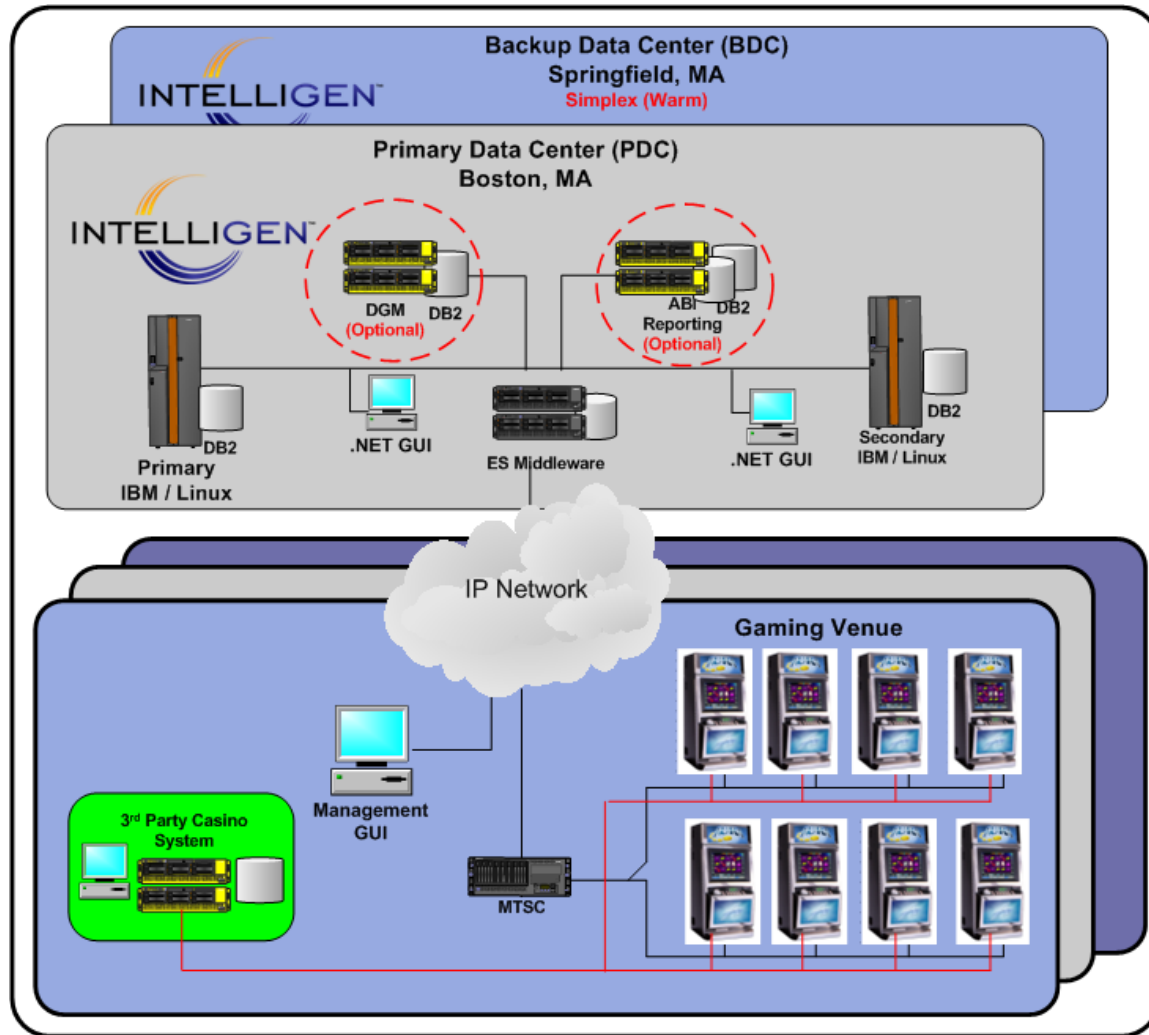 Backup Data Center (BDC)
Springfield, MA
Simplex (Warm)
INTELLIGEN™
Primary Data Center (PDC)
Boston, MA
INTELLIGEN™
DGM
(Optional)
DB2
ABI
Reporting
(Optional)
DB2
DB2
Primary
IBM / Linux
.NET GUI
ES Middleware
.NET GUI
DB2
Secondary
IBM / Linux
IP Network
Gaming Venue
Management
GUI
3rd Party Casino
System
MTSC